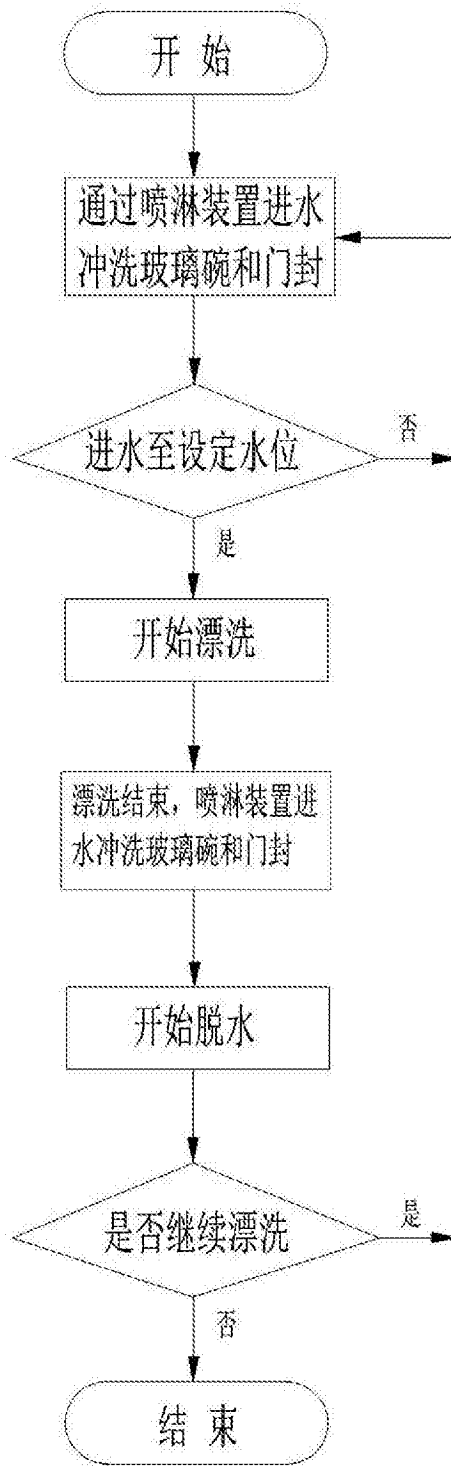 开 始
通过喷淋装置进水
冲洗玻璃碗和门封
进水至设定水位
否
是
开始漂洗
漂洗结束，喷淋装置进
水冲洗玻璃碗和门封
开始脱水
是否继续漂洗
是
否
结 束